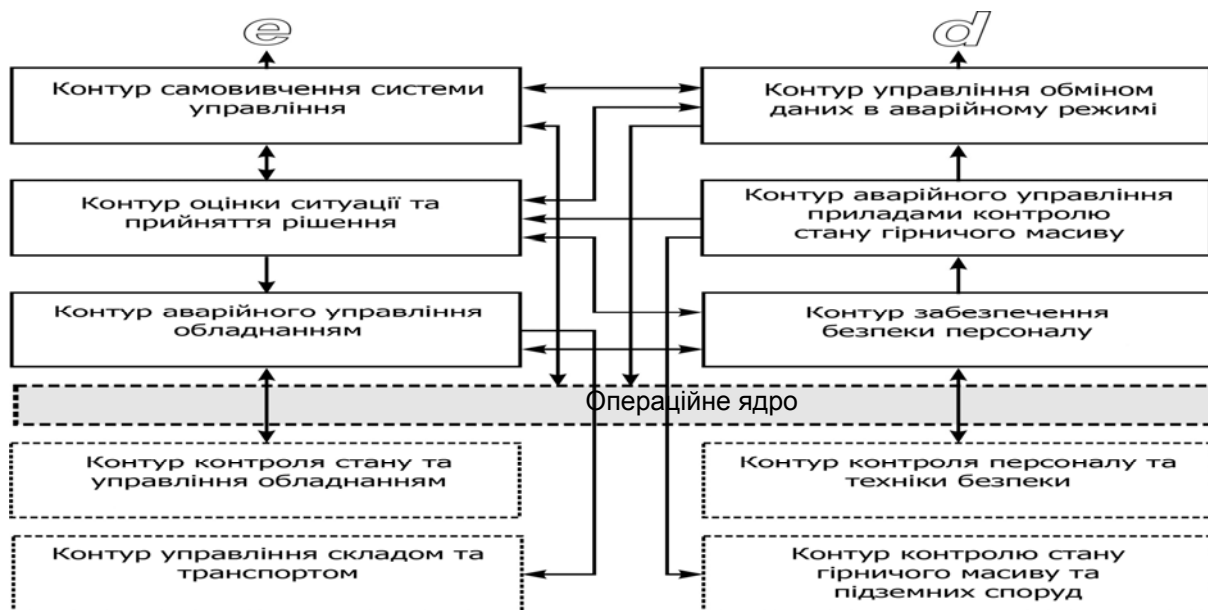 e
d
Контур самовивчення системи
управління
Контур управління обміном
даних в аварійному режимі
Контур оцінки ситуації та
прийняття рішення
Контур аварійного управління
приладами контролю
стану гірничого масиву
Контур аварійного управління
обладнанням
Контур забезпечення
безпеки персоналу
Операційне ядро
Контур контроля стану та
управління обладнанням
Контур контроля персоналу та
техніки безпеки
Контур управління складом та
транспортом
Контур контролю стану
гірничого масиву та
підземних споруд